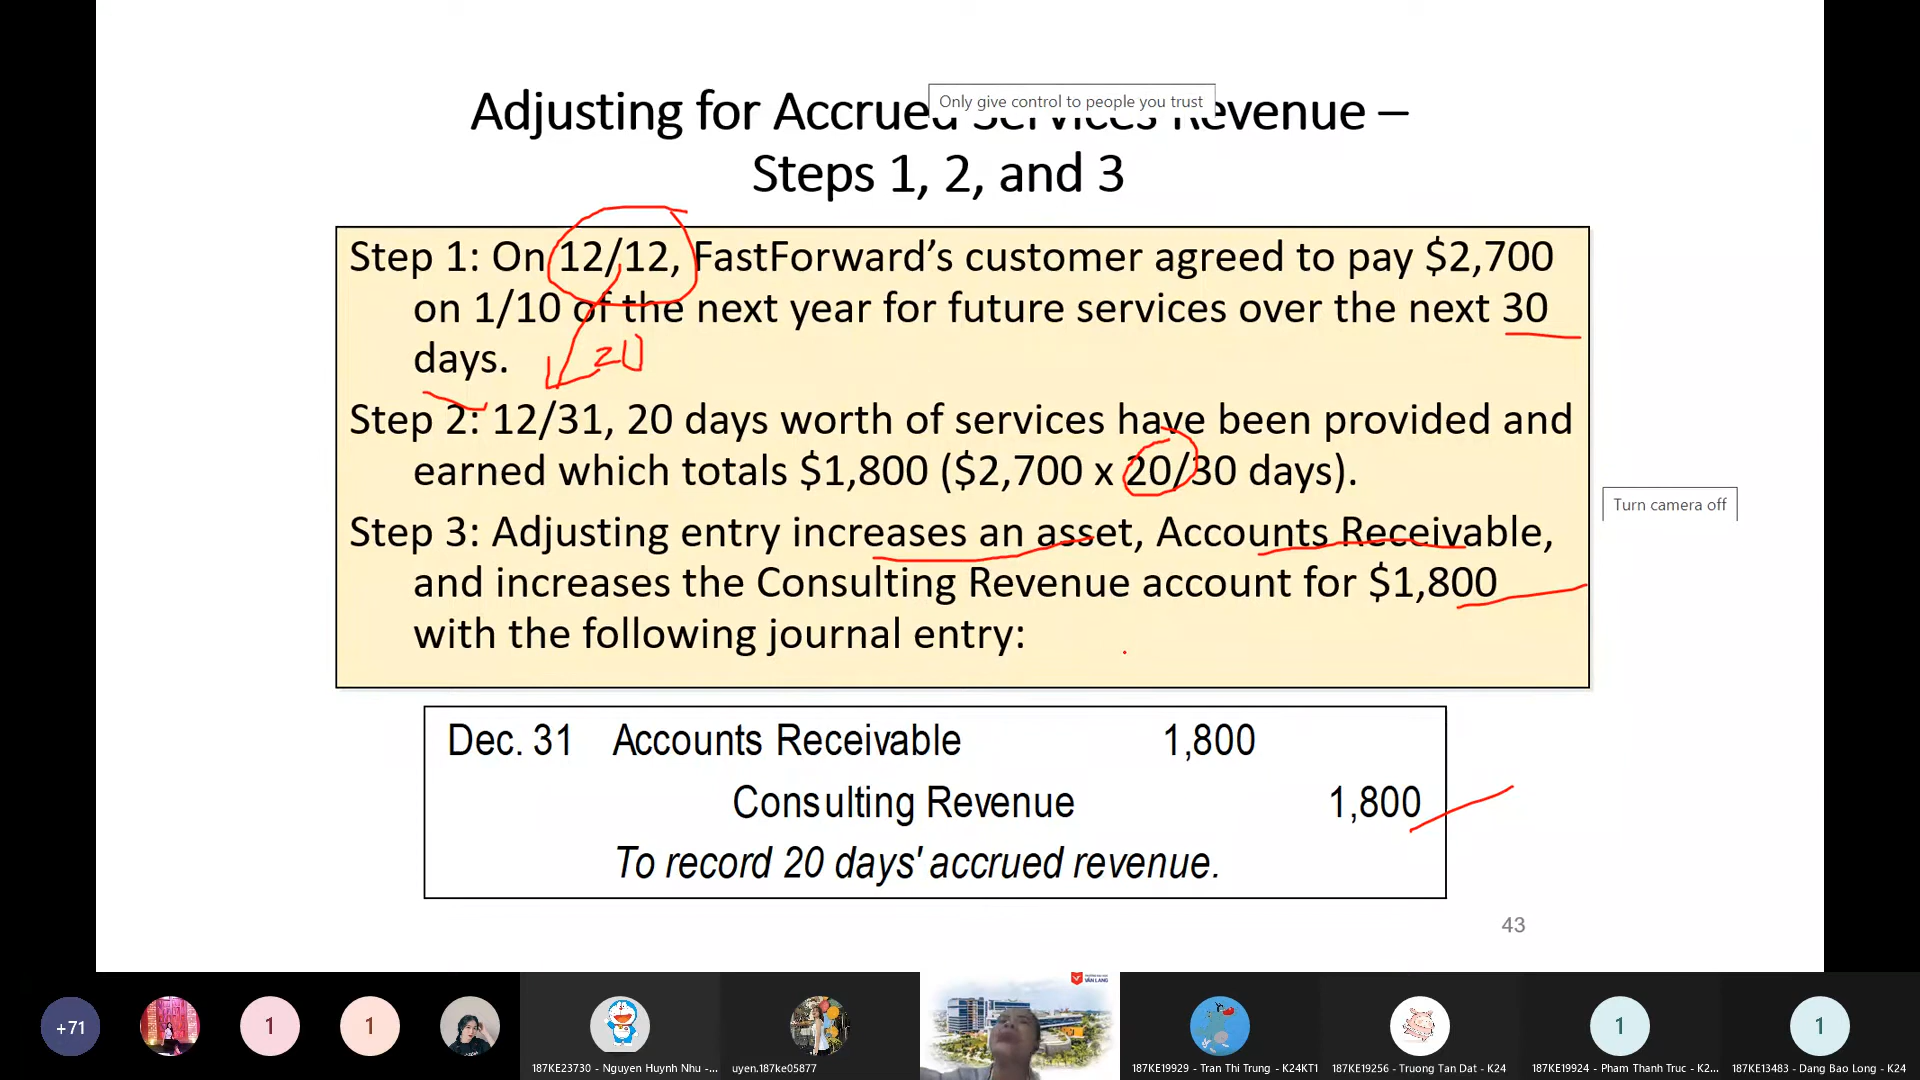 Adjusting for Accrued Services Revenue –
Only give control to people you trust
Steps 1, 2, and 3
Step 1: On 12/12, FastForward’s customer agreed to pay $2,700
on 1/10 of the next year for future services over the next 30
days.
20
Step 2: 12/31, 20 days worth of services have been provided and
earned which totals $1,800 ($2,700 x 20/30 days).
Turn camera off
Step 3: Adjusting entry increases an asset, Accounts Receivable,
and increases the Consulting Revenue account for $1,800
with the following journal entry:
Dec. 31 Accounts Receivable 1,800
Consulting Revenue 1,800
To record 20 days' accrued revenue.
43
VAN LANG
+71
1
1
1
1
187KE23730 - Nguyen Huynh Nhu -...
uyen.187ke05877
187KE19929 - Tran Thi Trung - K24KT1
187KE19256 - Truong Tan Dat - K24
187KE19924 - Pham Thanh Truc - K2...
187KE13483 - Dang Bao Long - K24